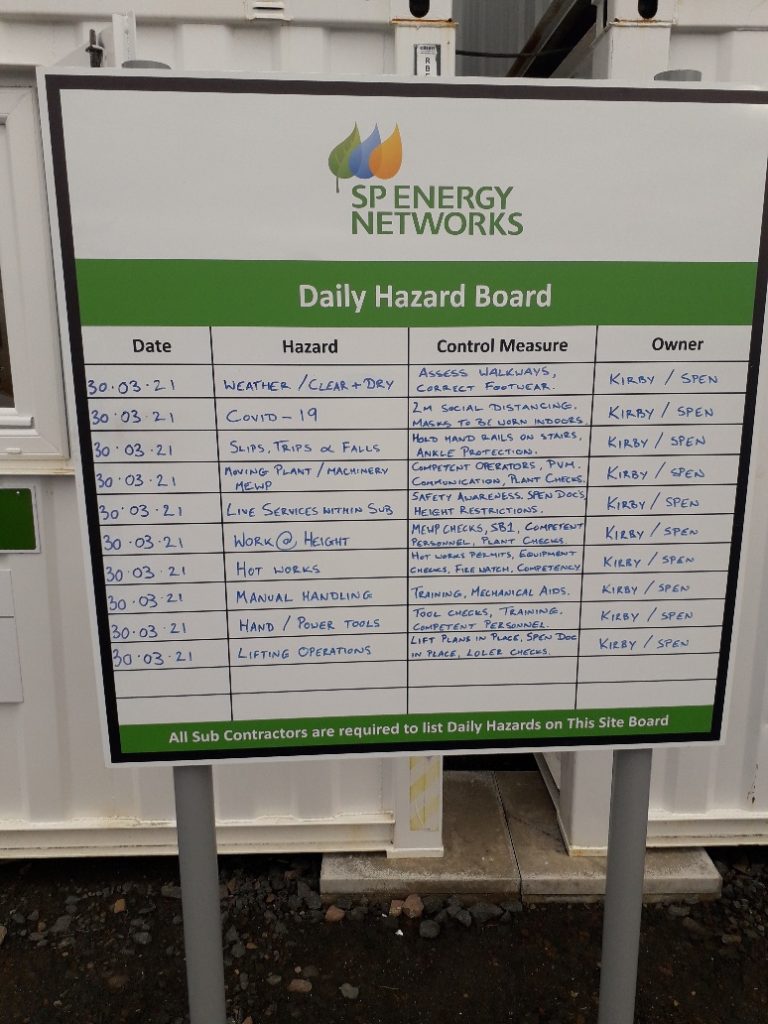 SP ENERGY
NETWORKS
Daily Hazard Board
Date Hazard Control Measure Owner
30.03.21 WEATHER / CLEAR + DRY ASSESS WALKWAYS, CORRECT FOOTWEAR. KIRBY / SPEN
30.03.21 COVID-19 2M SOCIAL DISTANCING. MASKS TO BE WORN INDOORS. KIRBY / SPEN
30.03.21 SLIPS, TRIPS & FALLS HOLD HAND RAILS ON STAIRS, ANKLE PROTECTION. KIRBY / SPEN
30.03.21 MOVING PLANT / MACHINERY MEWP COMPETENT OPERATORS, PVM. COMMUNICATION, PLANT CHECKS. KIRBY / SPEN
30.03.21 LIVE SERVICES WITHIN SUB SAFETY AWARENESS. SPEN DOC'S HEIGHT RESTRICTIONS. KIRBY / SPEN
30.03.21 WORK @ HEIGHT MEWP CHECKS, SB1, COMPETENT PERSONNEL, PLANT CHECKS. KIRBY / SPEN
30.03.21 HOT WORKS HOT WORKS PERMITS, EQUIPMENT CHECKS, FIRE WATCH, COMPETENCY KIRBY / SPEN
30.03.21 MANUAL HANDLING TRAINING, MECHANICAL AIDS. KIRBY / SPEN
30.03.21 HAND / POWER TOOLS TOOL CHECKS, TRAINING. COMPETENT PERSONNEL. KIRBY / SPEN
30.03.21 LIFTING OPERATIONS LIFT PLANS IN PLACE, SPEN DOC IN PLACE, LOLER CHECKS. KIRBY / SPEN
All Sub Contractors are required to list Daily Hazards on This Site Board